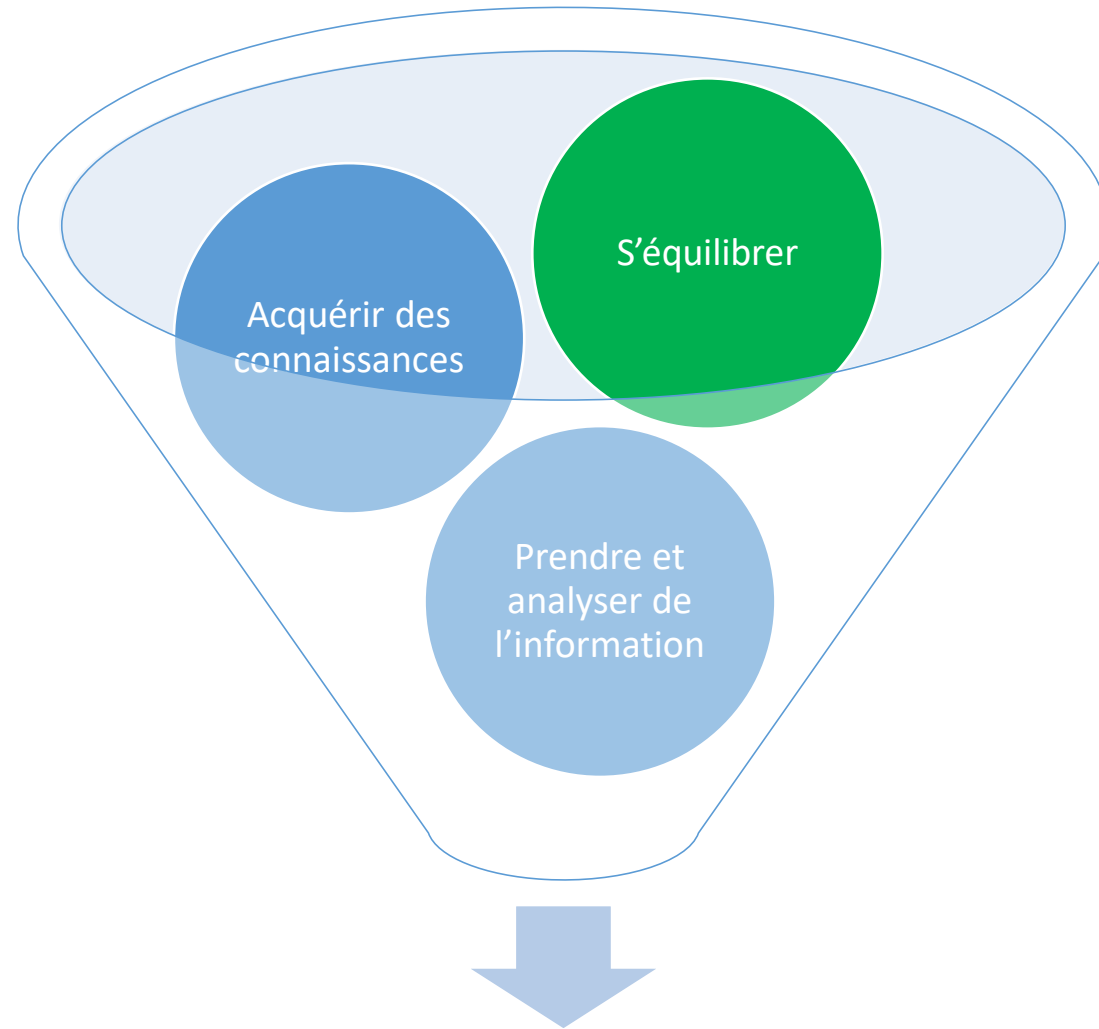 S’équilibrer
Acquérir des
connaissances
Prendre et
analyser de
l’information